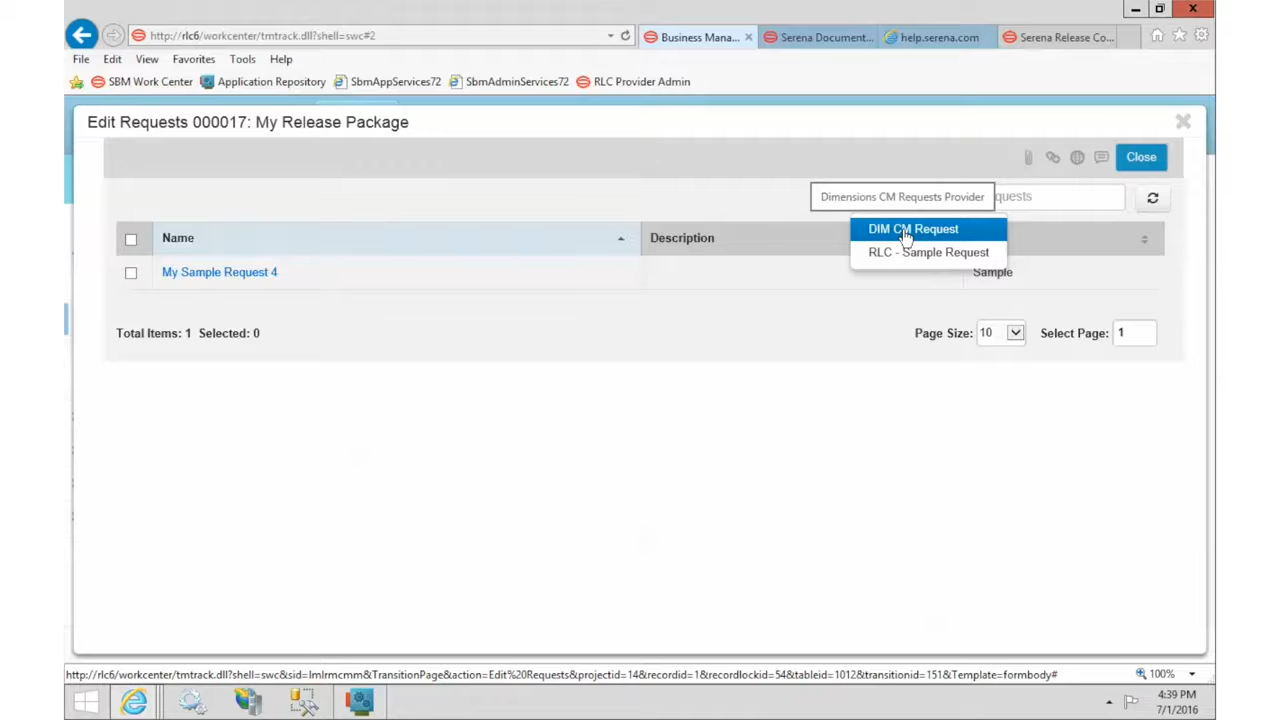 http://rlc6/workcenter/tmtrack.dll?shell=swc#2
Business Mana...
Serena Document...
help.serena.com
Serena Release Co...
File Edit View Favorites Tools Help
SBM Work Center Application Repository SbmAppServices72 SbmAdminServices72 RLC Provider Admin
Edit Requests 000017: My Release Package
Close
Dimensions CM Requests Provider
quests
DIM CM Request
RLC - Sample Request
Name Description
My Sample Request 4 Sample
Total Items: 1 Selected: 0 Page Size: 10 Select Page: 1
http://rlc6/workcenter/tmtrack.dll?shell=swc&sid=lmlrmcmm&TransitionPage&action=Edit%20Requests&projectid=14&recordid=1&recordlockid=54&tableid=1012&transitionid=151&Template=formbody#
100%
4:39 PM
7/1/2016